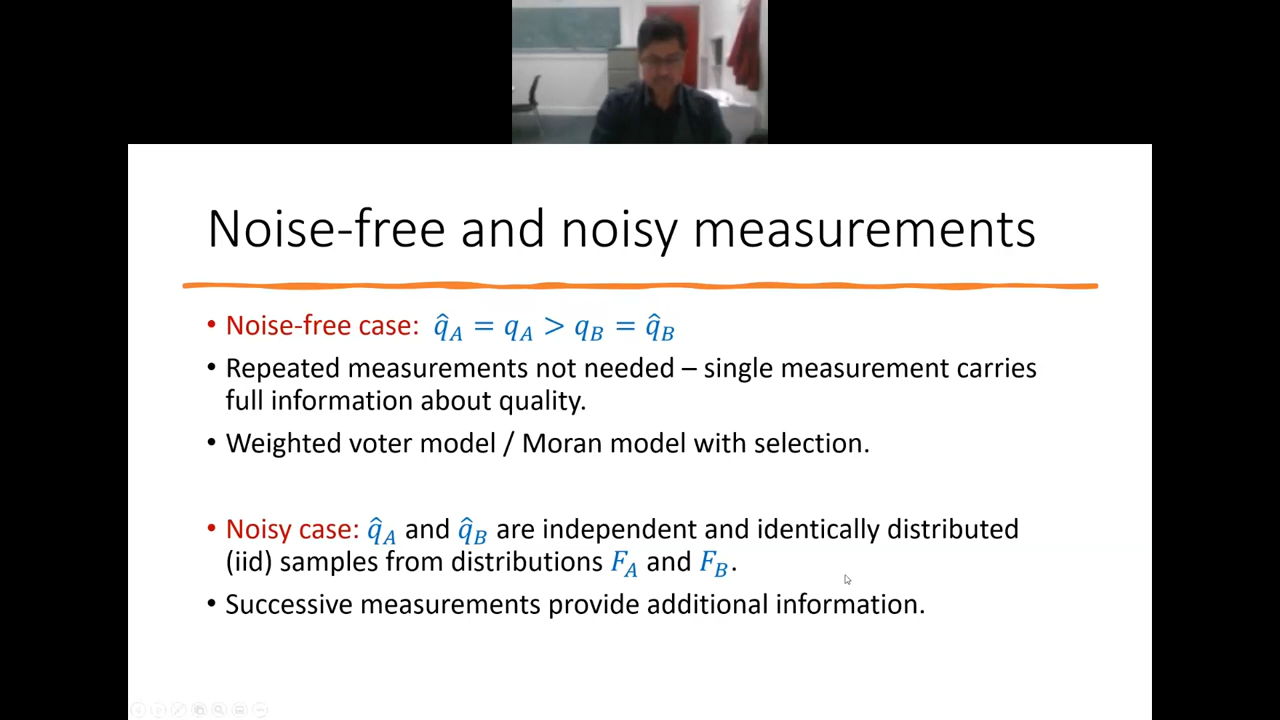 Noise-free and noisy measurements
• Noise-free case: q̂_A = q_A > q_B = q̂_B
• Repeated measurements not needed – single measurement carries
full information about quality.
• Weighted voter model / Moran model with selection.
• Noisy case: q̂_A and q̂_B are independent and identically distributed
(iid) samples from distributions F_A and F_B.
• Successive measurements provide additional information.